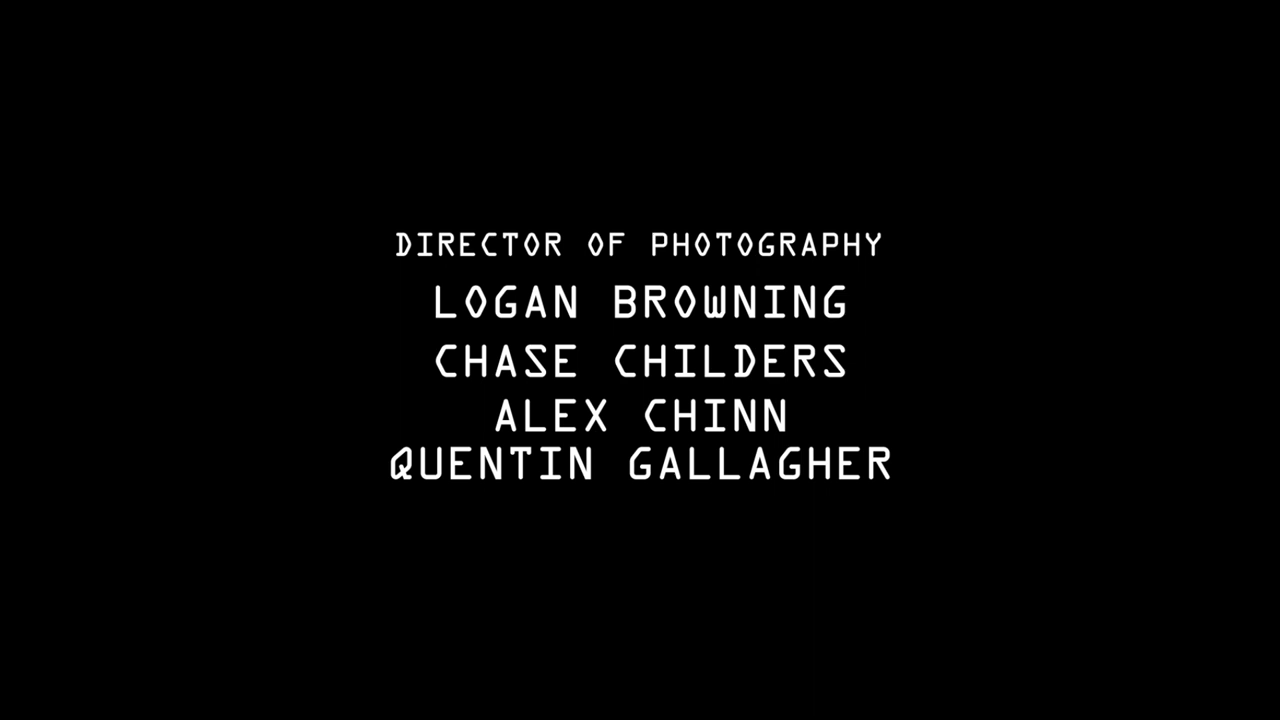 DIRECTOR OF PHOTOGRAPHY
LOGAN BROWNING
CHASE CHILDERS
ALEX CHINN
QUENTIN GALLAGHER